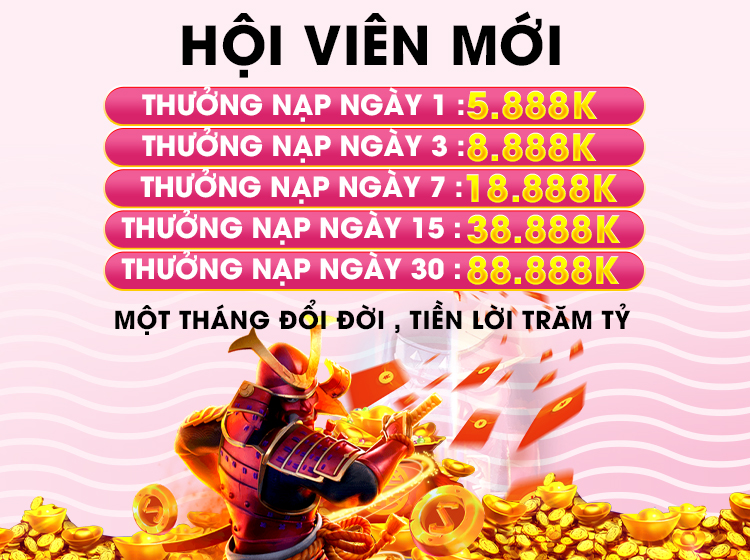 HỘI VIÊN MỚI
THƯỞNG NẠP NGÀY 1 : 5.888K
THƯỞNG NẠP NGÀY 3 : 8.888K
THƯỞNG NẠP NGÀY 7 : 18.888K
THƯỞNG NẠP NGÀY 15 : 38.888K
THƯỞNG NẠP NGÀY 30 : 88.888K
MỘT THÁNG ĐỔI ĐỜI , TIỀN LỜI TRĂM TỶ